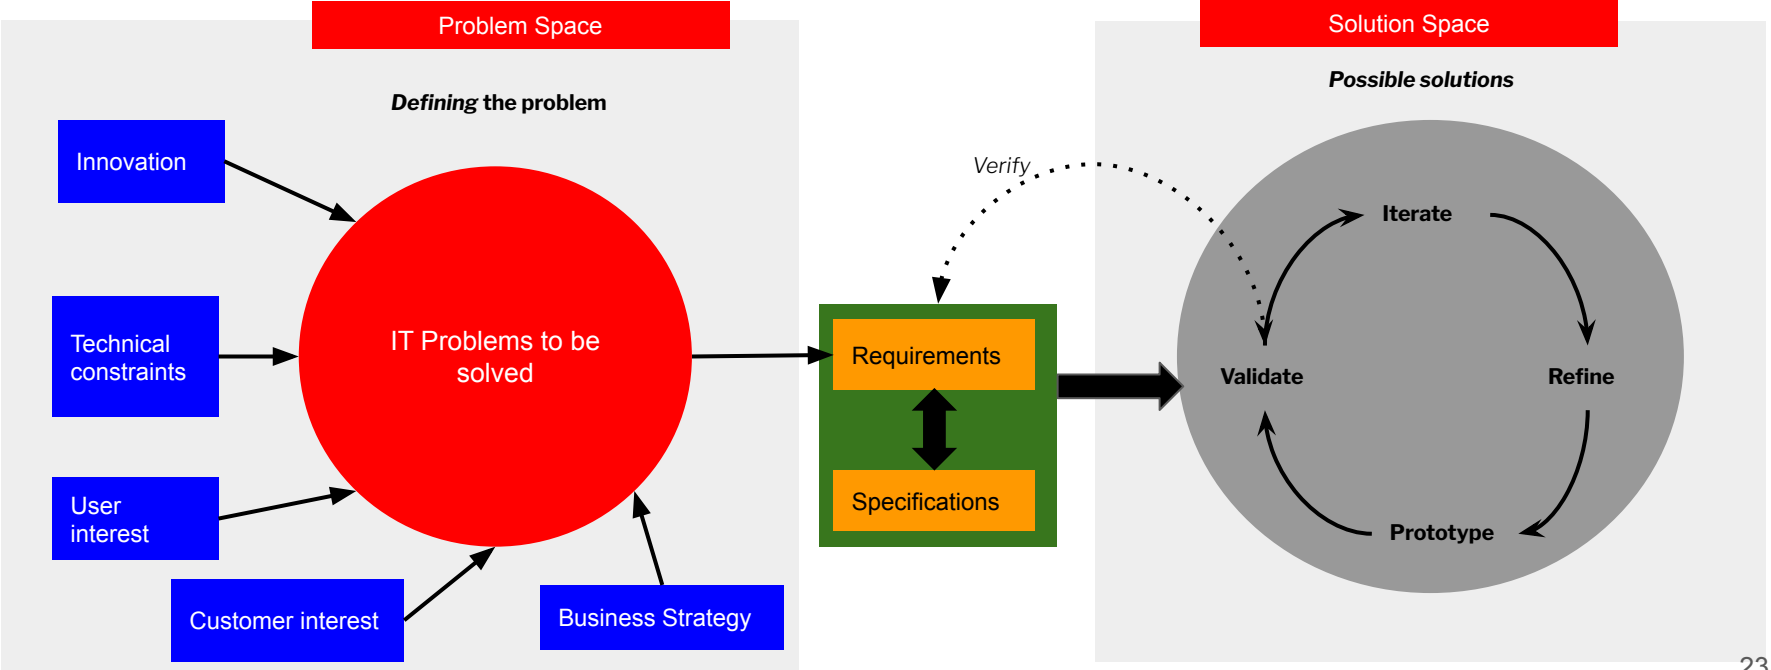 Problem Space
Defining the problem
Innovation
Technical
constraints
User
interest
Customer interest
Business Strategy
IT Problems to be
solved
Verify
Requirements
Specifications
Solution Space
Possible solutions
Iterate
Validate
Refine
Prototype
23